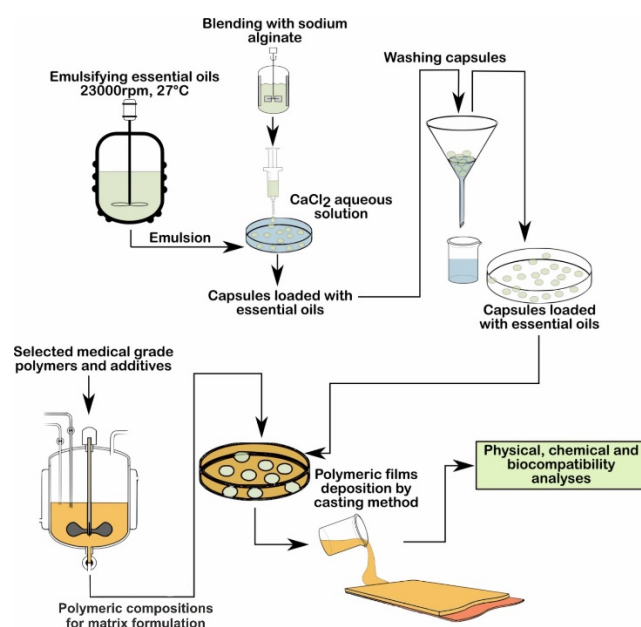 Blending with sodium
alginate
Emulsifying essential oils
23000rpm, 27°C
Washing capsules
CaCl2 aqueous
solution
Emulsion
Capsules loaded with
essential oils
Capsules loaded
with essential oils
Selected medical grade
polymers and additives
Polymeric films
deposition by
casting method
Physical, chemical and
biocompatibility
analyses
Polymeric compositions
for matrix formulation